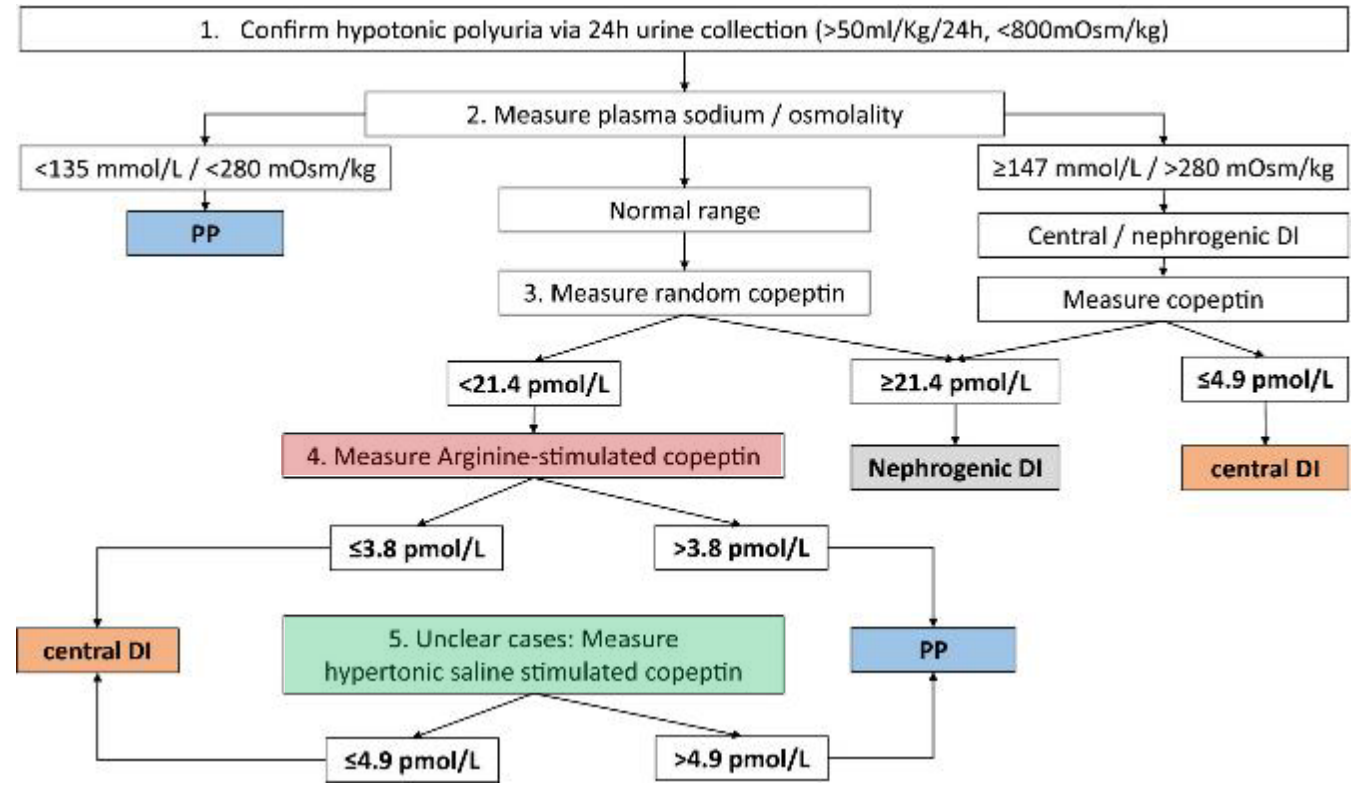 1. Confirm hypotonic polyuria via 24h urine collection (>50ml/Kg/24h, <800mOsm/kg)
2. Measure plasma sodium / osmolality
<135 mmol/L / <280 mOsm/kg
≥147 mmol/L / >280 mOsm/kg
PP
Normal range
Central / nephrogenic DI
3. Measure random copeptin
Measure copeptin
<21.4 pmol/L
≥21.4 pmol/L
≤4.9 pmol/L
4. Measure Arginine-stimulated copeptin
Nephrogenic DI
central DI
≤3.8 pmol/L
>3.8 pmol/L
central DI
5. Unclear cases: Measure
hypertonic saline stimulated copeptin
PP
≤4.9 pmol/L
>4.9 pmol/L